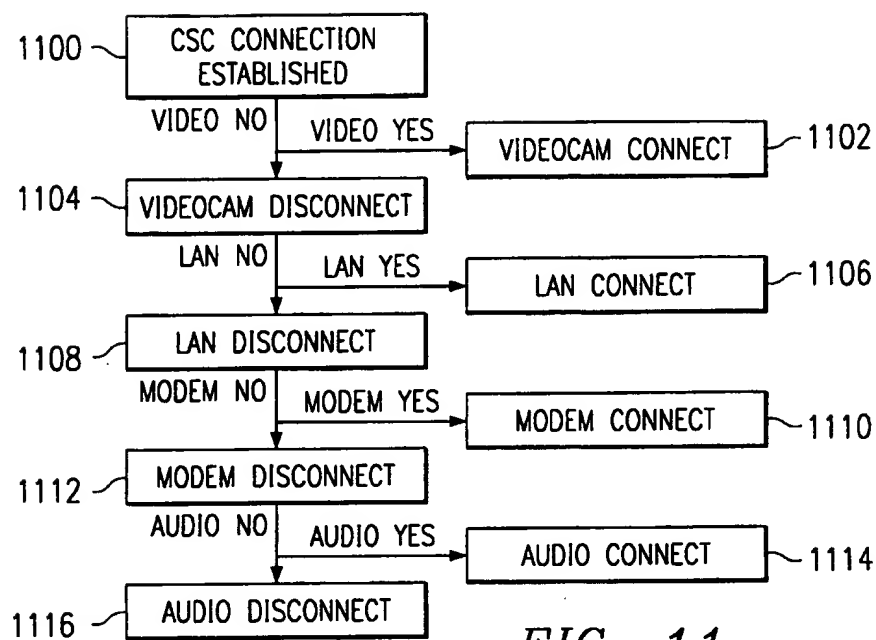 1100
CSC CONNECTION
ESTABLISHED
VIDEO NO
VIDEO YES
VIDEOCAM CONNECT
1102
1104
VIDEOCAM DISCONNECT
LAN NO
LAN YES
LAN CONNECT
1106
1108
LAN DISCONNECT
MODEM NO
MODEM YES
MODEM CONNECT
1110
1112
MODEM DISCONNECT
AUDIO NO
AUDIO YES
AUDIO CONNECT
1114
1116
AUDIO DISCONNECT
FIG. 11